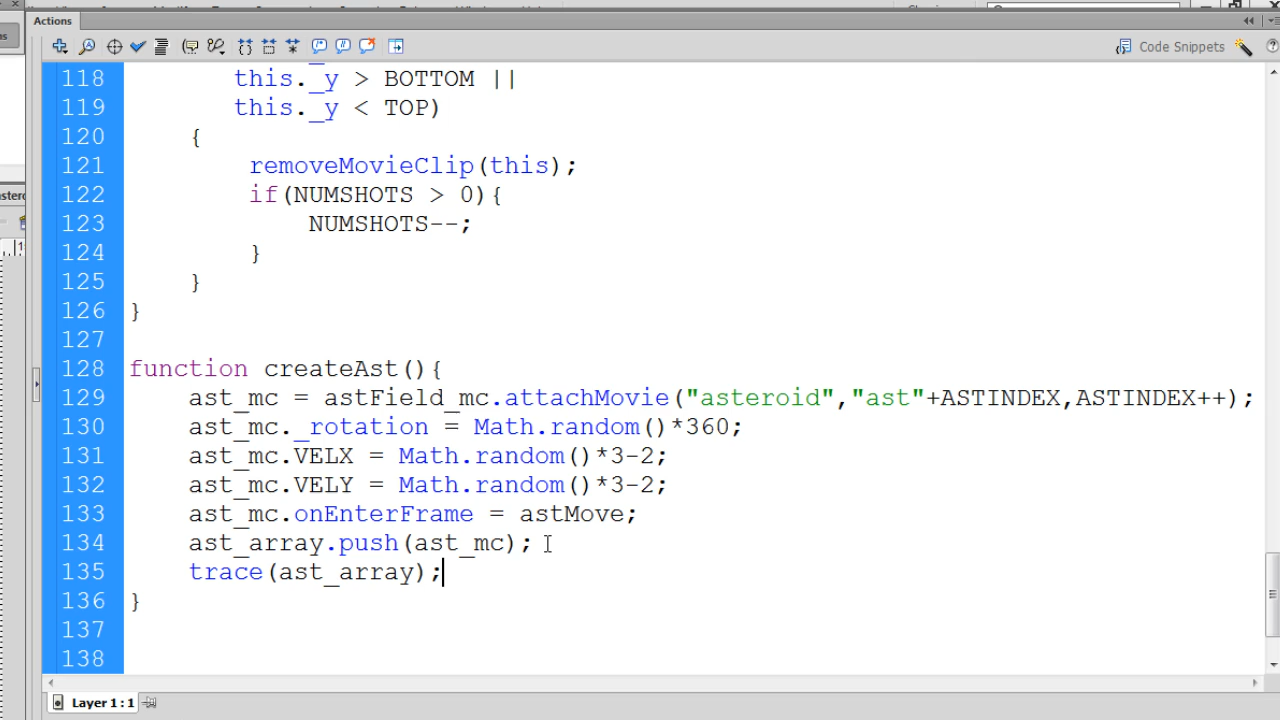 Actions
Code Snippets
118 this._y > BOTTOM ||
119 this._y < TOP)
120 {
121 removeMovieClip(this);
122 if(NUMSHOTS > 0){
123 NUMSHOTS--;
124 }
125 }
126 }
127
128 function createAst(){
129 ast_mc = astField_mc.attachMovie("asteroid","ast"+ASTINDEX,ASTINDEX++);
130 ast_mc._rotation = Math.random()*360;
131 ast_mc.VELX = Math.random()*3-2;
132 ast_mc.VELY = Math.random()*3-2;
133 ast_mc.onEnterFrame = astMove;
134 ast_array.push(ast_mc);
135 trace(ast_array);
136 }
137
138
Layer 1 : 1